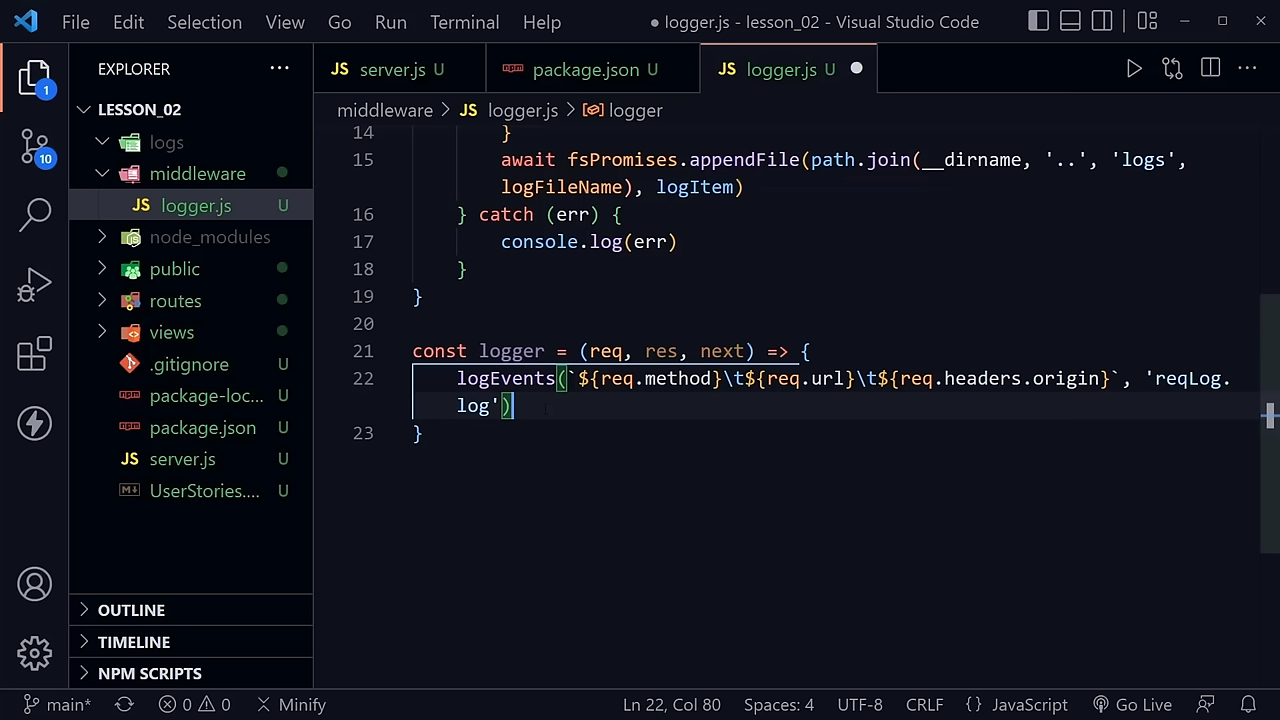 File Edit Selection View Go Run Terminal Help ● logger.js - lesson_02 - Visual Studio Code
EXPLORER ···
JS server.js U
package.json U
JS logger.js U
1
10
LESSON_02
logs
middleware
JS logger.js U
node_modules
public
routes
views
.gitignore U
package-loc... U
package.json U
JS server.js U
UserStories.... U
OUTLINE
TIMELINE
NPM SCRIPTS
middleware > JS logger.js > logger
14 }
15 await fsPromises.appendFile(path.join(__dirname, '..', 'logs',
logFileName), logItem)
16 } catch (err) {
17 console.log(err)
18 }
19 }
20
21 const logger = (req, res, next) => {
22 logEvents(`${req.method}\t${req.url}\t${req.headers.origin}`, 'reqLog.
log')
23 }
main* 0 0 Minify Ln 22, Col 80 Spaces: 4 UTF-8 CRLF {} JavaScript Go Live